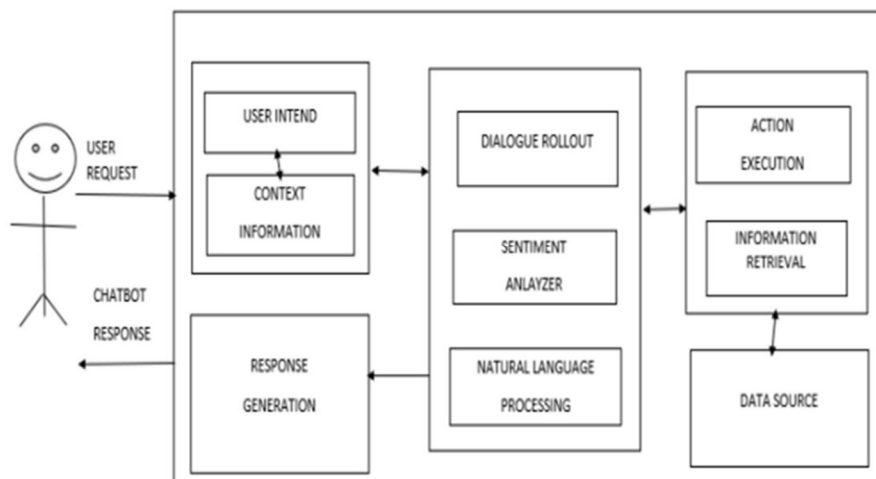 USER
REQUEST
CHATBOT
RESPONSE
USER INTEND
CONTEXT
INFORMATION
RESPONSE
GENERATION
DIALOGUE ROLLOUT
SENTIMENT
ANLAYZER
NATURAL LANGUAGE
PROCESSING
ACTION
EXECUTION
INFORMATION
RETRIEVAL
DATA SOURCE